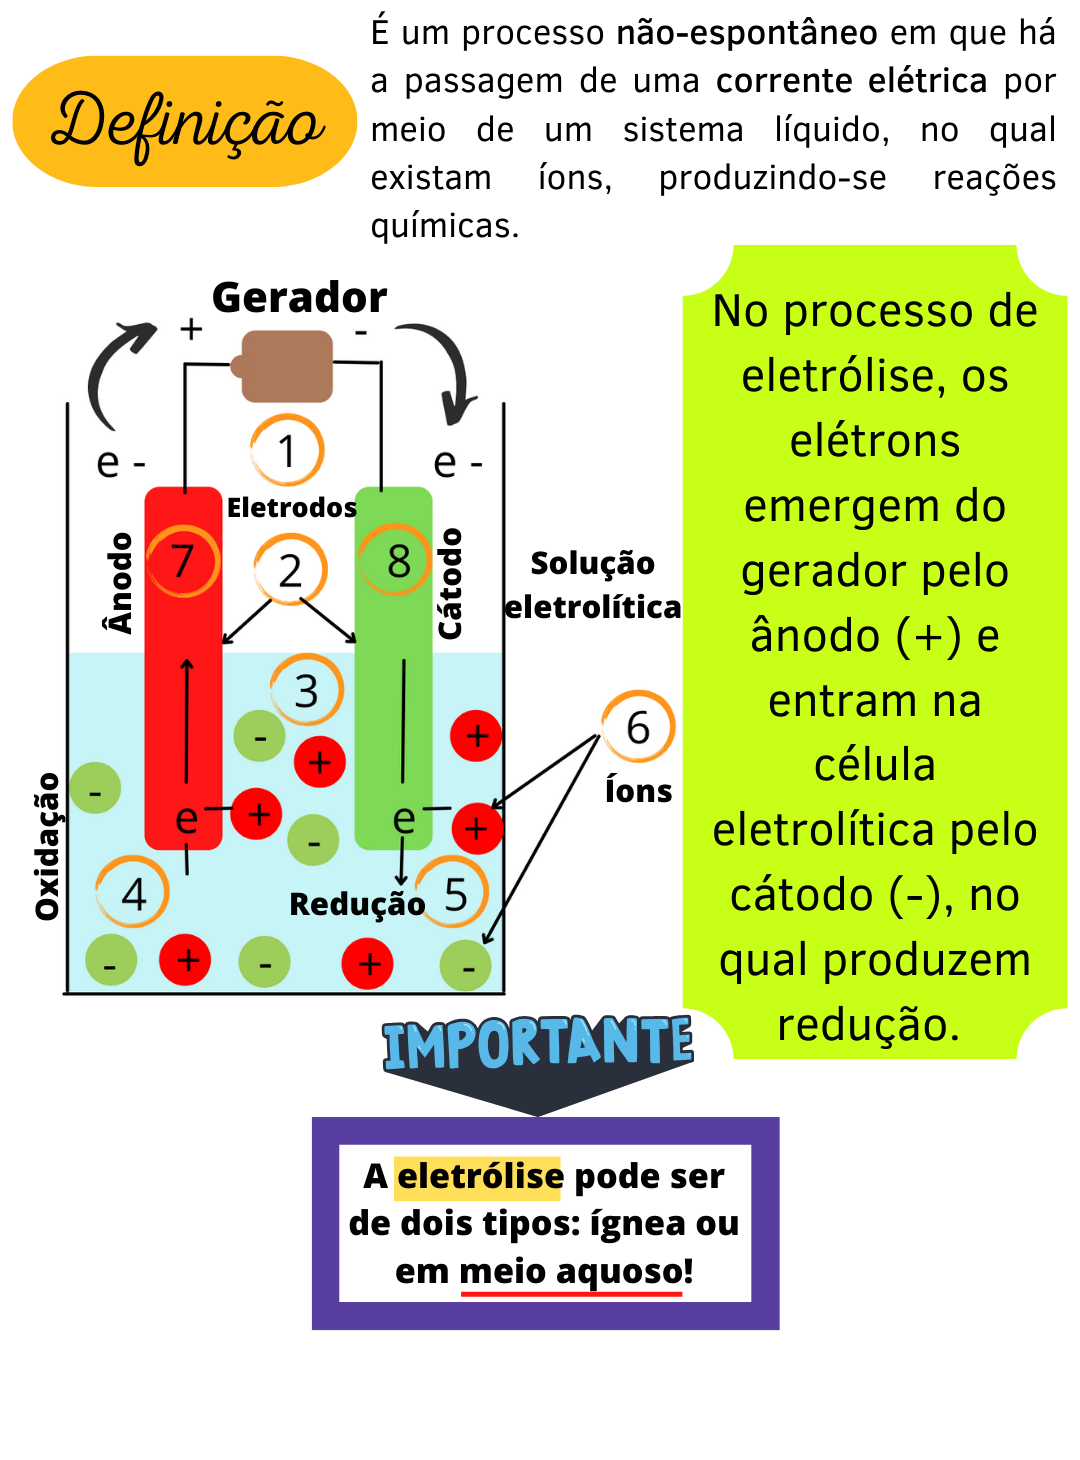 Definição
É um processo não-espontâneo em que há
a passagem de uma corrente elétrica por
meio de um sistema líquido, no qual
existam íons, produzindo-se reações
químicas.
Gerador
+ -
e - e -
1
Eletrodos
Ânodo
7
2
8
Cátodo
Solução
eletrolítica
3
6
Íons
- + +
- + - +
e e
Oxidação
4
Redução
5
- + - + -
No processo de
eletrólise, os
elétrons
emergem do
gerador pelo
ânodo (+) e
entram na
célula
eletrolítica pelo
cátodo (-), no
qual produzem
redução.
IMPORTANTE
A eletrólise pode ser
de dois tipos: ígnea ou
em meio aquoso!